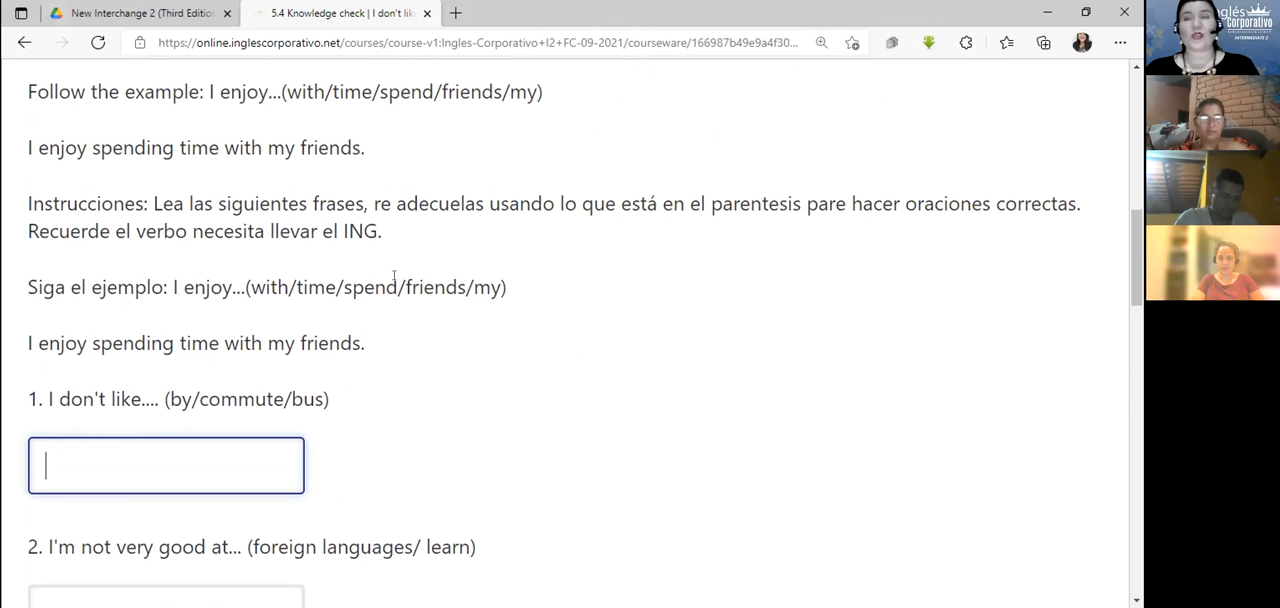 New Interchange 2 (Third Edition
5.4 Knowledge check | I don't lik
https://online.inglescorporativo.net/courses/course-v1:Ingles-Corporativo+I2+FC-09-2021/courseware/166987b49e9a4f30...
Follow the example: I enjoy...(with/time/spend/friends/my)
I enjoy spending time with my friends.
Instrucciones: Lea las siguientes frases, re adecuelas usando lo que está en el parentesis pare hacer oraciones correctas.
Recuerde el verbo necesita llevar el ING.
Siga el ejemplo: I enjoy...(with/time/spend/friends/my)
I enjoy spending time with my friends.
1. I don't like.... (by/commute/bus)
2. I'm not very good at... (foreign languages/ learn)
Inglés
Corporativo
INTERMEDIATE 2